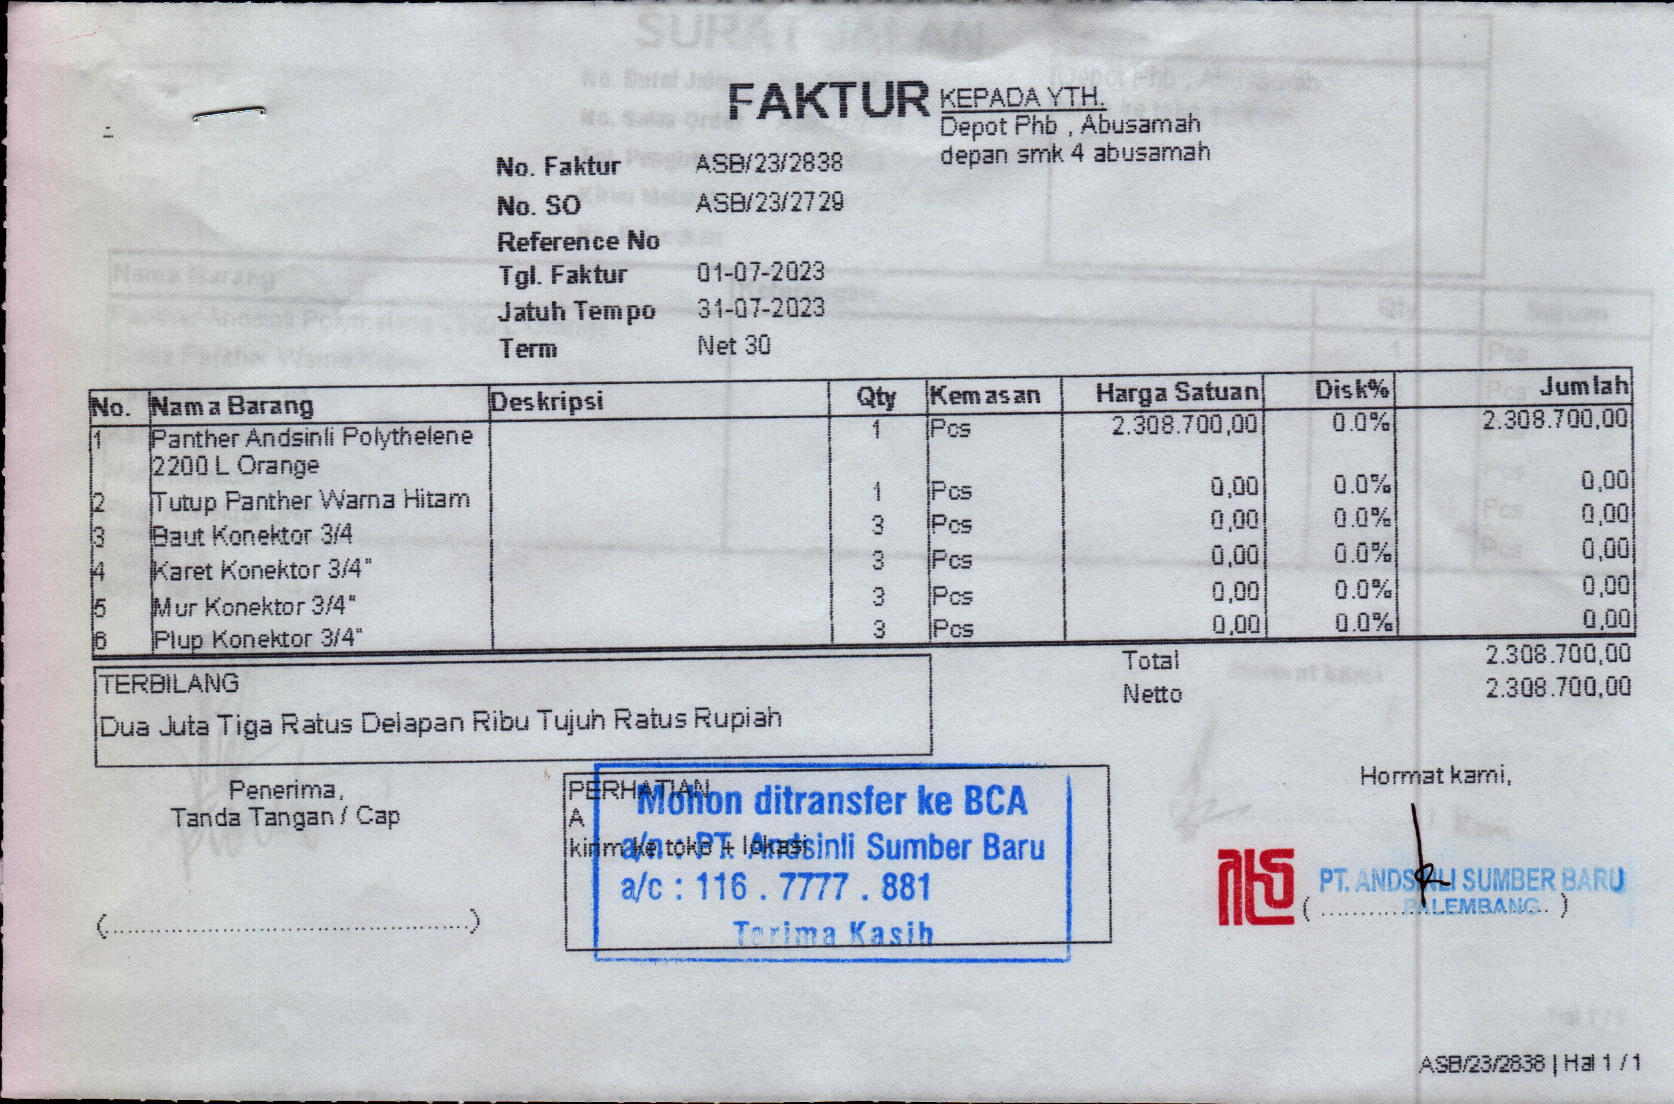 FAKTUR
KEPADA YTH.
Depot Phb , Abusamah
depan smk 4 abusamah
No. Faktur ASB/23/2838
No. SO ASB/23/2729
Reference No
Tgl. Faktur 01-07-2023
Jatuh Tempo 31-07-2023
Term Net 30
No. Nama Barang Deskripsi Qty Kemasan Harga Satuan Disk% Jumlah
1 Panther Andsinli Polythelene 1 Pcs 2.308.700,00 0.0% 2.308.700,00
2200 L Orange
2 Tutup Panther Warna Hitam 1 Pcs 0,00 0.0% 0,00
3 Baut Konektor 3/4 3 Pcs 0,00 0.0% 0,00
4 Karet Konektor 3/4" 3 Pcs 0,00 0.0% 0,00
5 Mur Konektor 3/4" 3 Pcs 0,00 0.0% 0,00
6 Plup Konektor 3/4" 3 Pcs 0,00 0.0% 0,00
Total 2.308.700,00
Netto 2.308.700,00
TERBILANG
Dua Juta Tiga Ratus Delapan Ribu Tujuh Ratus Rupiah
Penerima,
Tanda Tangan / Cap
(..............................................)
PERHATIAN
A
kirim ke toko + lokasi
Mohon ditransfer ke BCA
a/n : PT. Andsinli Sumber Baru
a/c : 116 . 7777 . 881
Terima Kasih
Hormat kami,
PT. ANDSINLI SUMBER BARU
PALEMBANG
ASB/23/2838 | Hal 1 / 1